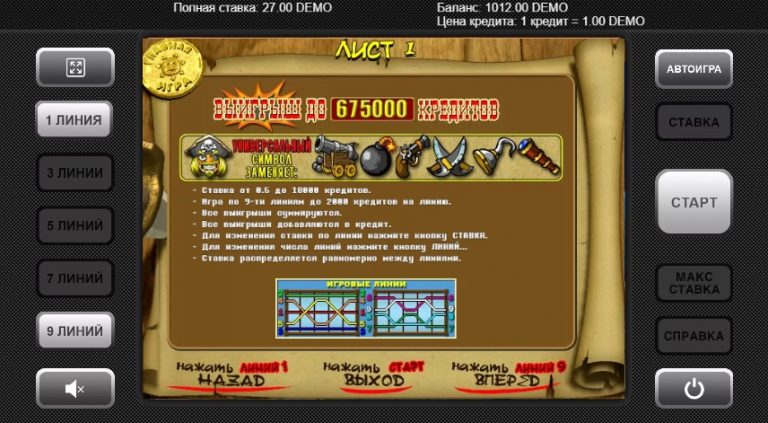 Полная ставка: 27.00 DEMO
Баланс: 1012.00 DEMO
Цена кредита: 1 кредит = 1.00 DEMO
ЛИСТ 1
ГЛАВНАЯ ИГРА
ВЫИГРЫШ ДО 675000 КРЕДИТОВ
УНИВЕРСАЛЬНЫЙ
СИМВОЛ
ЗАМЕНЯЕТ:
- Ставка от 0.5 до 18000 кредитов.
- Игра по 9-ти линиям до 2000 кредитов на линию.
- Все выигрыши суммируются.
- Все выигрыши добавляются в кредит.
- Для изменения ставки по линии нажмите кнопку СТАВКА.
- Для изменения числа линий нажмите кнопку ЛИНИЙ...
- Ставка распределяется равномерно между линиями.
ИГРОВЫЕ ЛИНИИ
нажать ЛИНИЙ 1
НАЗАД
нажать СТАРТ
ВЫХОД
нажать ЛИНИЙ 9
ВПЕРЕД
1 ЛИНИЯ
3 ЛИНИИ
5 ЛИНИЙ
7 ЛИНИЙ
9 ЛИНИЙ
АВТОИГРА
СТАВКА
СТАРТ
МАКС
СТАВКА
СПРАВКА